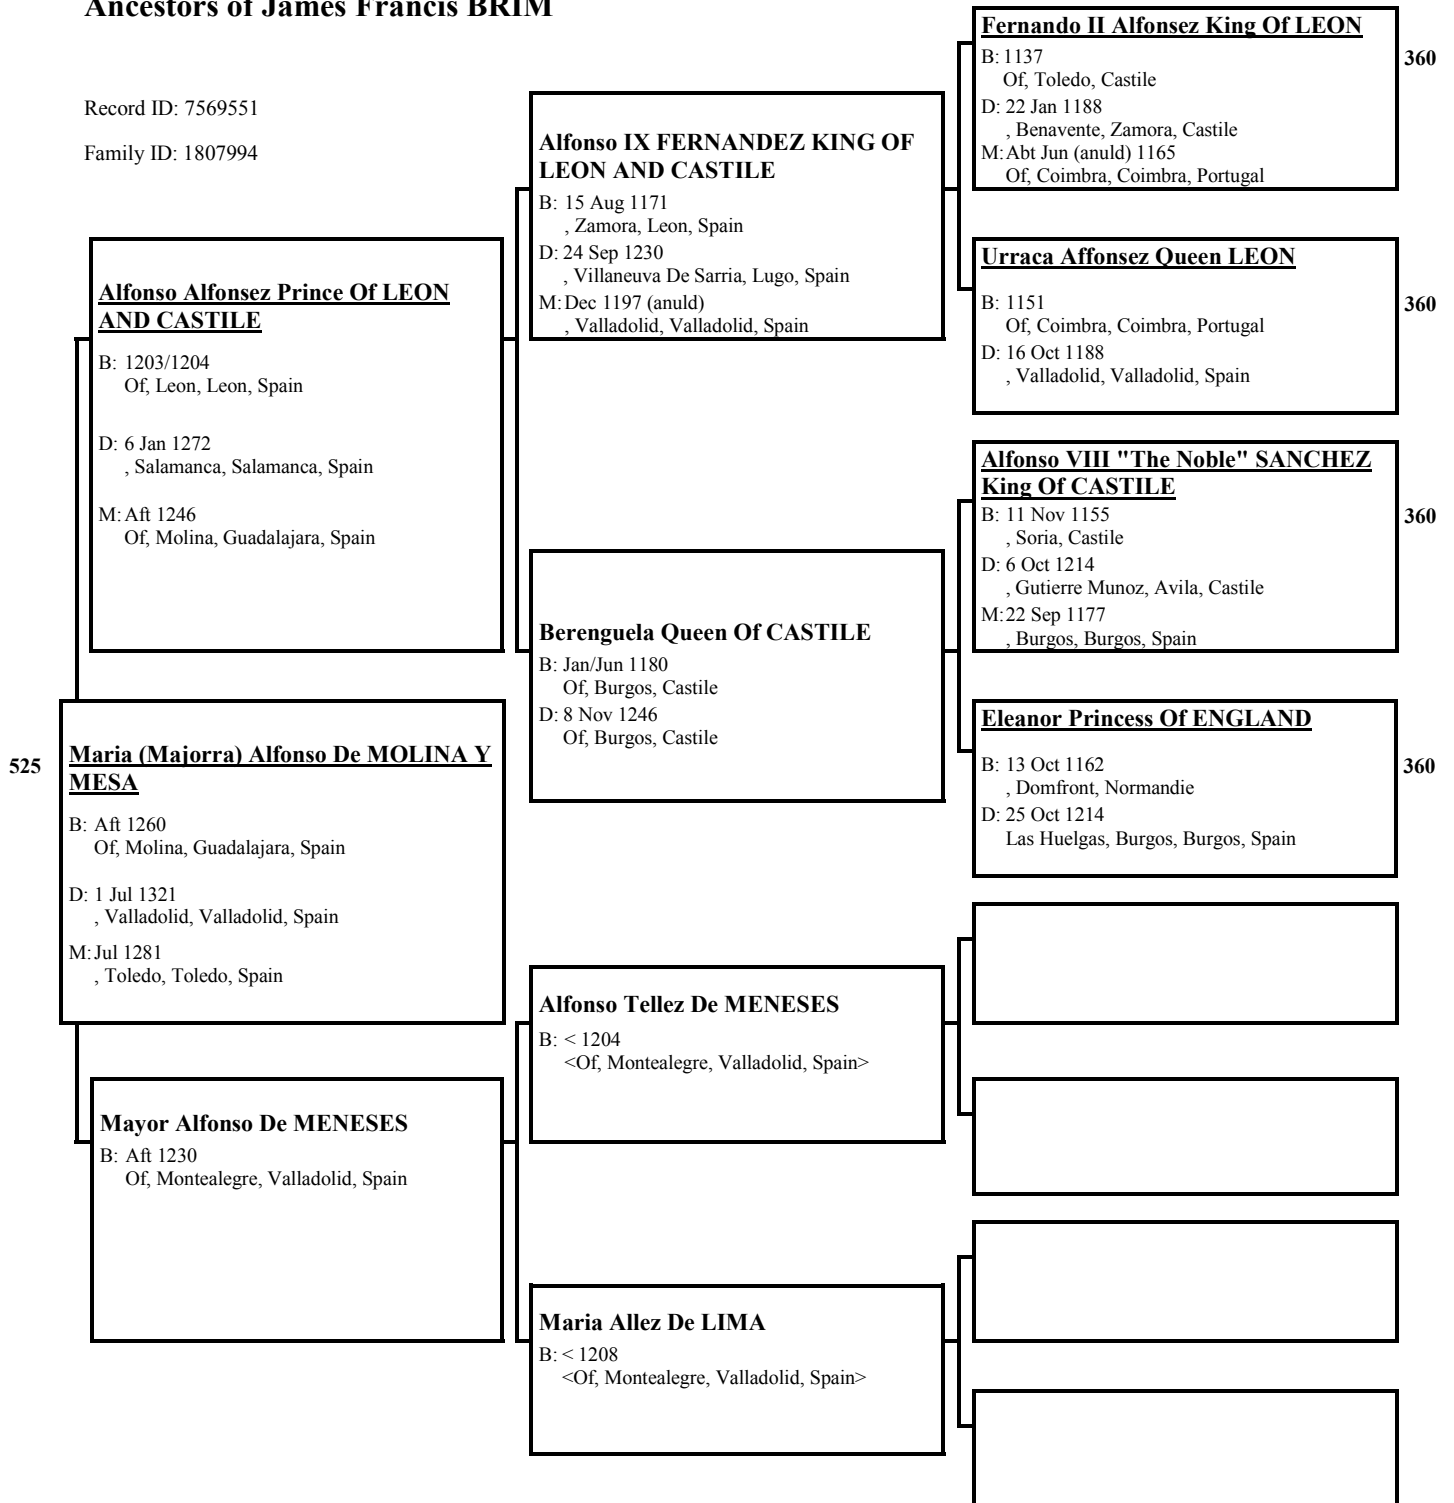 Ancestors of James Francis BRIM
Record ID: 7569551
Family ID: 1807994
Fernando II Alfonsez King Of LEON
B: 1137
Of, Toledo, Castile
D: 22 Jan 1188
, Benavente, Zamora, Castile
M: Abt Jun (anuld) 1165
Of, Coimbra, Coimbra, Portugal
360
Alfonso IX FERNANDEZ KING OF
LEON AND CASTILE
B: 15 Aug 1171
, Zamora, Leon, Spain
D: 24 Sep 1230
, Villaneuva De Sarria, Lugo, Spain
M: Dec 1197 (anuld)
, Valladolid, Valladolid, Spain
Urraca Affonsez Queen LEON
B: 1151
Of, Coimbra, Coimbra, Portugal
D: 16 Oct 1188
, Valladolid, Valladolid, Spain
360
Alfonso Alfonsez Prince Of LEON
AND CASTILE
B: 1203/1204
Of, Leon, Leon, Spain
D: 6 Jan 1272
, Salamanca, Salamanca, Spain
M: Aft 1246
Of, Molina, Guadalajara, Spain
Alfonso VIII "The Noble" SANCHEZ
King Of CASTILE
B: 11 Nov 1155
, Soria, Castile
D: 6 Oct 1214
, Gutierre Munoz, Avila, Castile
M: 22 Sep 1177
, Burgos, Burgos, Spain
360
Berenguela Queen Of CASTILE
B: Jan/Jun 1180
Of, Burgos, Castile
D: 8 Nov 1246
Of, Burgos, Castile
Eleanor Princess Of ENGLAND
B: 13 Oct 1162
, Domfront, Normandie
D: 25 Oct 1214
Las Huelgas, Burgos, Burgos, Spain
360
525
Maria (Majorra) Alfonso De MOLINA Y
MESA
B: Aft 1260
Of, Molina, Guadalajara, Spain
D: 1 Jul 1321
, Valladolid, Valladolid, Spain
M: Jul 1281
, Toledo, Toledo, Spain
Alfonso Tellez De MENESES
B: < 1204
<Of, Montealegre, Valladolid, Spain>
Mayor Alfonso De MENESES
B: Aft 1230
Of, Montealegre, Valladolid, Spain
Maria Allez De LIMA
B: < 1208
<Of, Montealegre, Valladolid, Spain>